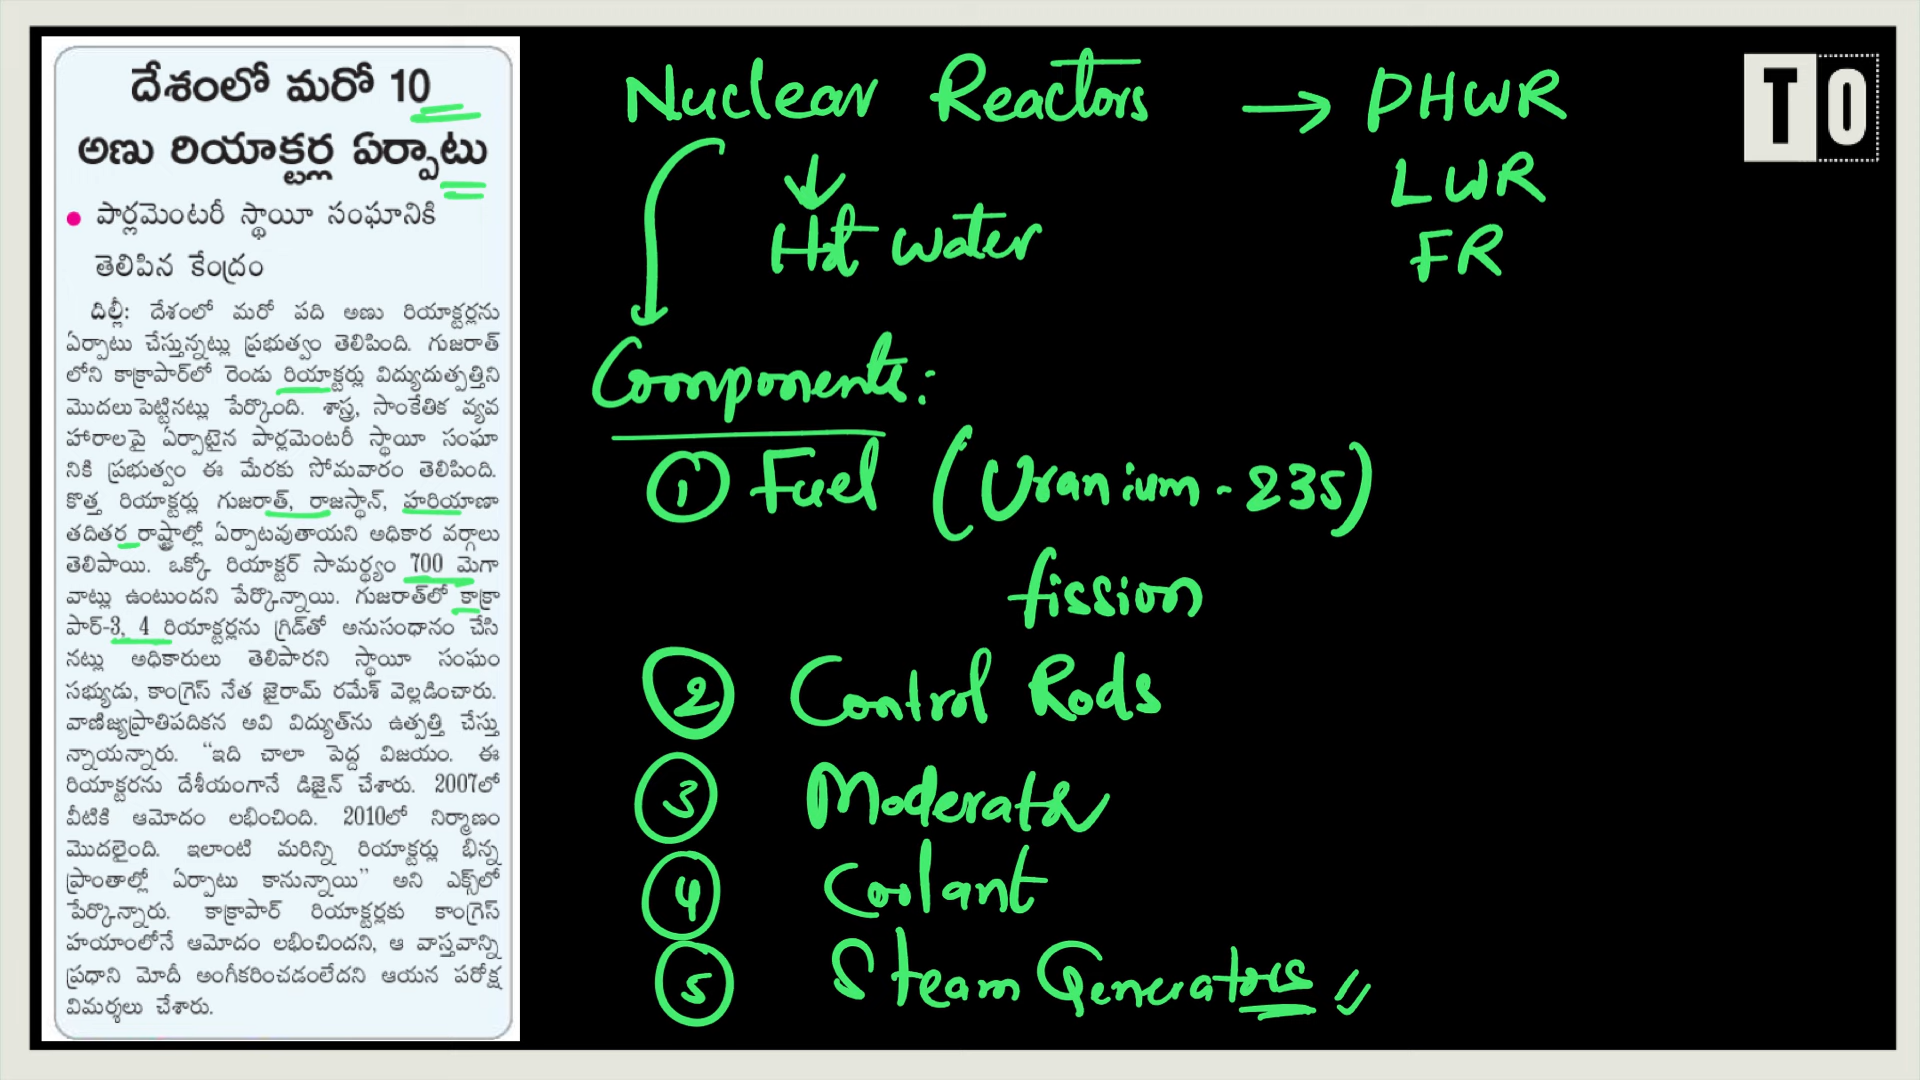 దేశంలో మరో 10
అణు రియాక్టర్ల ఏర్పాటు
• పార్లమెంటరీ స్థాయీ సంఘానికి
తెలిపిన కేంద్రం
దిల్లీ: దేశంలో మరో పది అణు రియాక్టర్లను
ఏర్పాటు చేస్తున్నట్లు ప్రభుత్వం తెలిపింది. గుజరాత్
లోని కాక్రాపార్‌లో రెండు రియాక్టర్లు విద్యుదుత్పత్తిని
మొదలుపెట్టినట్లు పేర్కొంది. శాస్త్ర, సాంకేతిక వ్యవ
హారాలపై ఏర్పాటైన పార్లమెంటరీ స్థాయీ సంఘా
నికి ప్రభుత్వం ఈ మేరకు సోమవారం తెలిపింది.
కొత్త రియాక్టర్లు గుజరాత్, రాజస్థాన్, హరియాణా
తదితర రాష్ట్రాల్లో ఏర్పాటవుతాయని అధికార వర్గాలు
తెలిపాయి. ఒక్కో రియాక్టర్ సామర్థ్యం 700 మెగా
వాట్లు ఉంటుందని పేర్కొన్నాయి. గుజరాత్‌లో కాక్రా
పార్-3, 4 రియాక్టర్లను గ్రిడ్‌తో అనుసంధానం చేసి
నట్లు అధికారులు తెలిపారని స్థాయీ సంఘం
సభ్యుడు, కాంగ్రెస్ నేత జైరామ్ రమేశ్ వెల్లడించారు.
వాణిజ్యప్రాతిపదికన అవి విద్యుత్‌ను ఉత్పత్తి చేస్తు
న్నాయన్నారు. “ఇది చాలా పెద్ద విజయం. ఈ
రియాక్టరను దేశీయంగానే డిజైన్ చేశారు. 2007లో
వీటికి ఆమోదం లభించింది. 2010లో నిర్మాణం
మొదలైంది. ఇలాంటి మరిన్ని రియాక్టర్లు భిన్న
ప్రాంతాల్లో ఏర్పాటు కానున్నాయి” అని ఎక్స్‌లో
పేర్కొన్నారు. కాక్రాపార్ రియాక్టర్లకు కాంగ్రెస్
హయాంలోనే ఆమోదం లభించిందని, ఆ వాస్తవాన్ని
ప్రధాని మోదీ అంగీకరించడంలేదని ఆయన పరోక్ష
విమర్శలు చేశారు.
Nuclear Reactors → PHWR
LWR
FR
Hot water
Components:
① Fuel (Uranium-235)
fission
② Control Rods
③ Moderator
④ Coolant
⑤ Steam Generators
TO